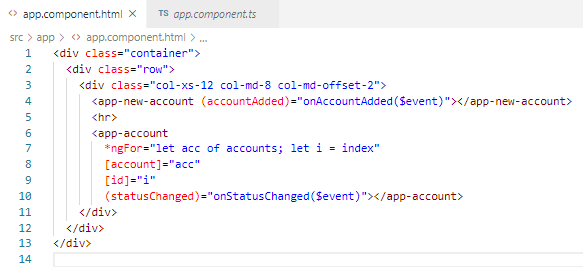 <> app.component.html × TS app.component.ts
src > app > <> app.component.html > ...
1 <div class="container">
2 <div class="row">
3 <div class="col-xs-12 col-md-8 col-md-offset-2">
4 <app-new-account (accountAdded)="onAccountAdded($event)"></app-new-account>
5 <hr>
6 <app-account
7 *ngFor="let acc of accounts; let i = index"
8 [account]="acc"
9 [id]="i"
10 (statusChanged)="onStatusChanged($event)"></app-account>
11 </div>
12 </div>
13 </div>
14